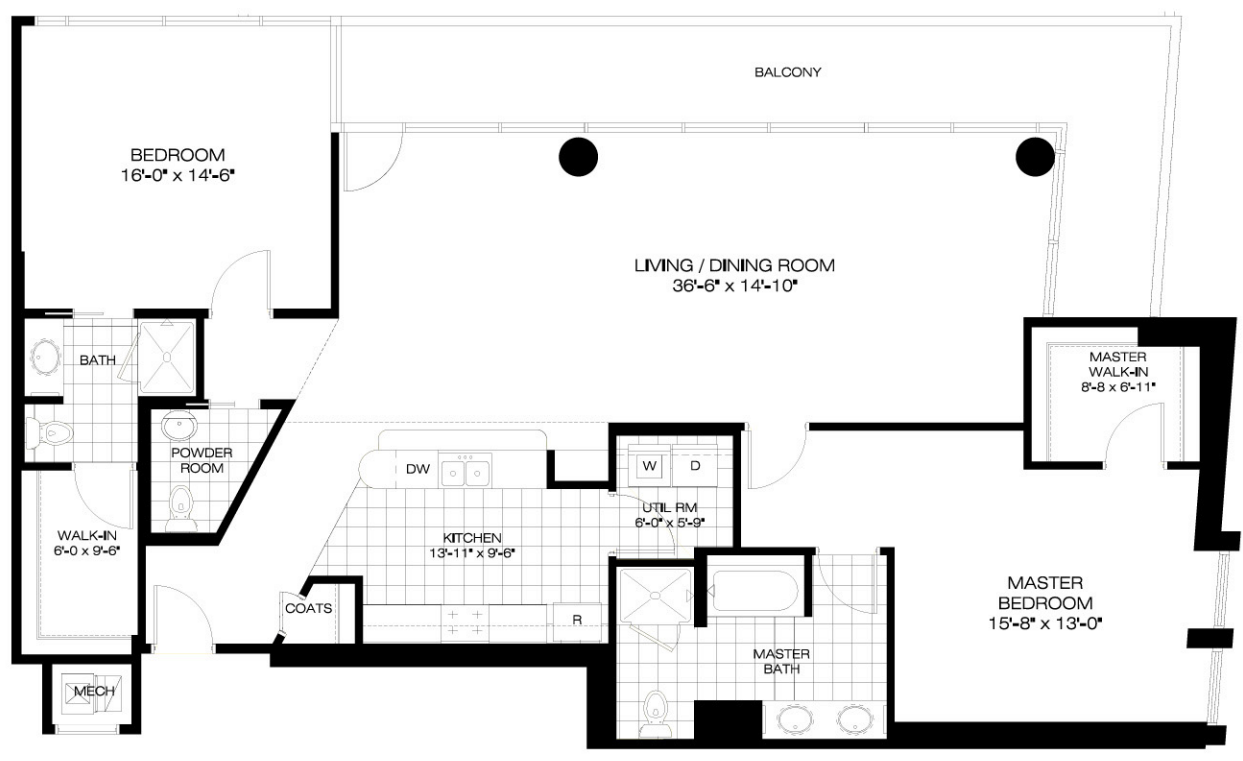 BALCONY
BEDROOM
16'-0" x 14'-6"
LIVING / DINING ROOM
36'-6" x 14'-10"
BATH
MASTER
WALK-IN
8'-8 x 6'-11"
POWDER
ROOM
DW
W
D
UTIL RM
6'-0" x 5'-9"
WALK-IN
6'-0 x 9'-6"
KITCHEN
13'-11" x 9'-6"
MASTER
BEDROOM
15'-8" x 13'-0"
COATS
R
MASTER
BATH
MECH